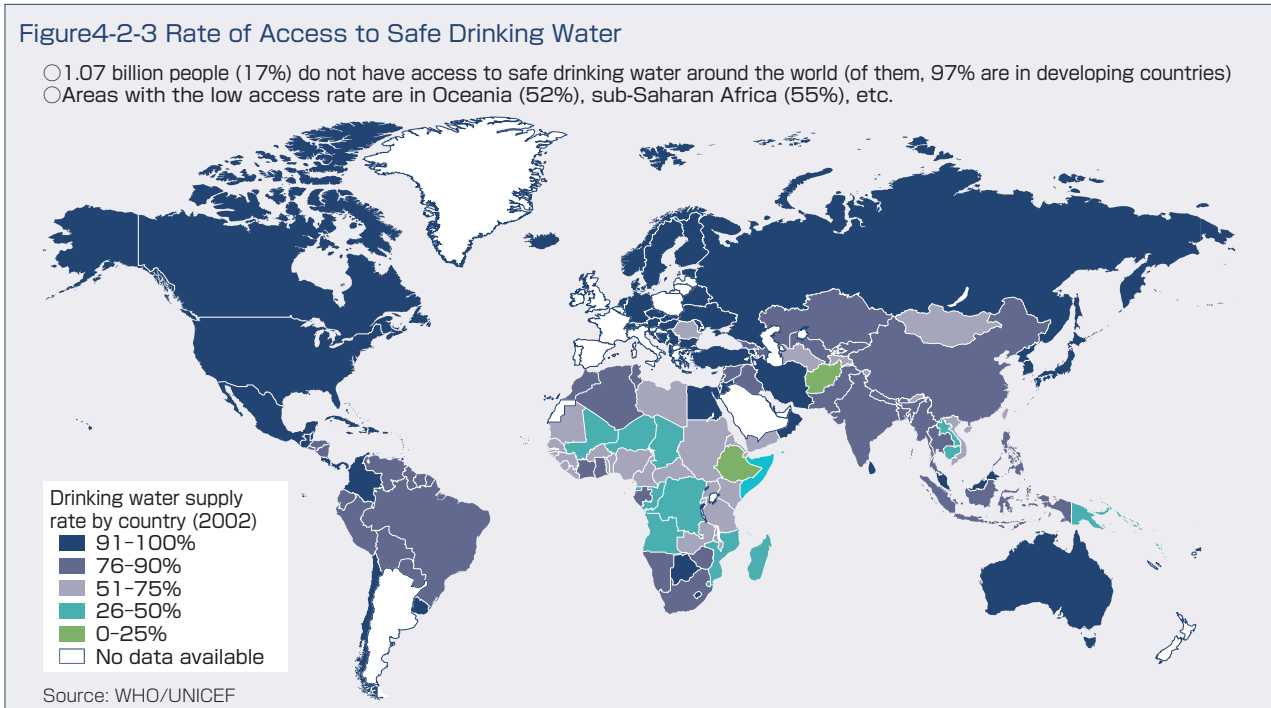 Figure4-2-3 Rate of Access to Safe Drinking Water
○1.07 billion people (17%) do not have access to safe drinking water around the world (of them, 97% are in developing countries)
○Areas with the low access rate are in Oceania (52%), sub-Saharan Africa (55%), etc.
Drinking water supply
rate by country (2002)
91-100%
76-90%
51-75%
26-50%
0-25%
No data available
Source: WHO/UNICEF